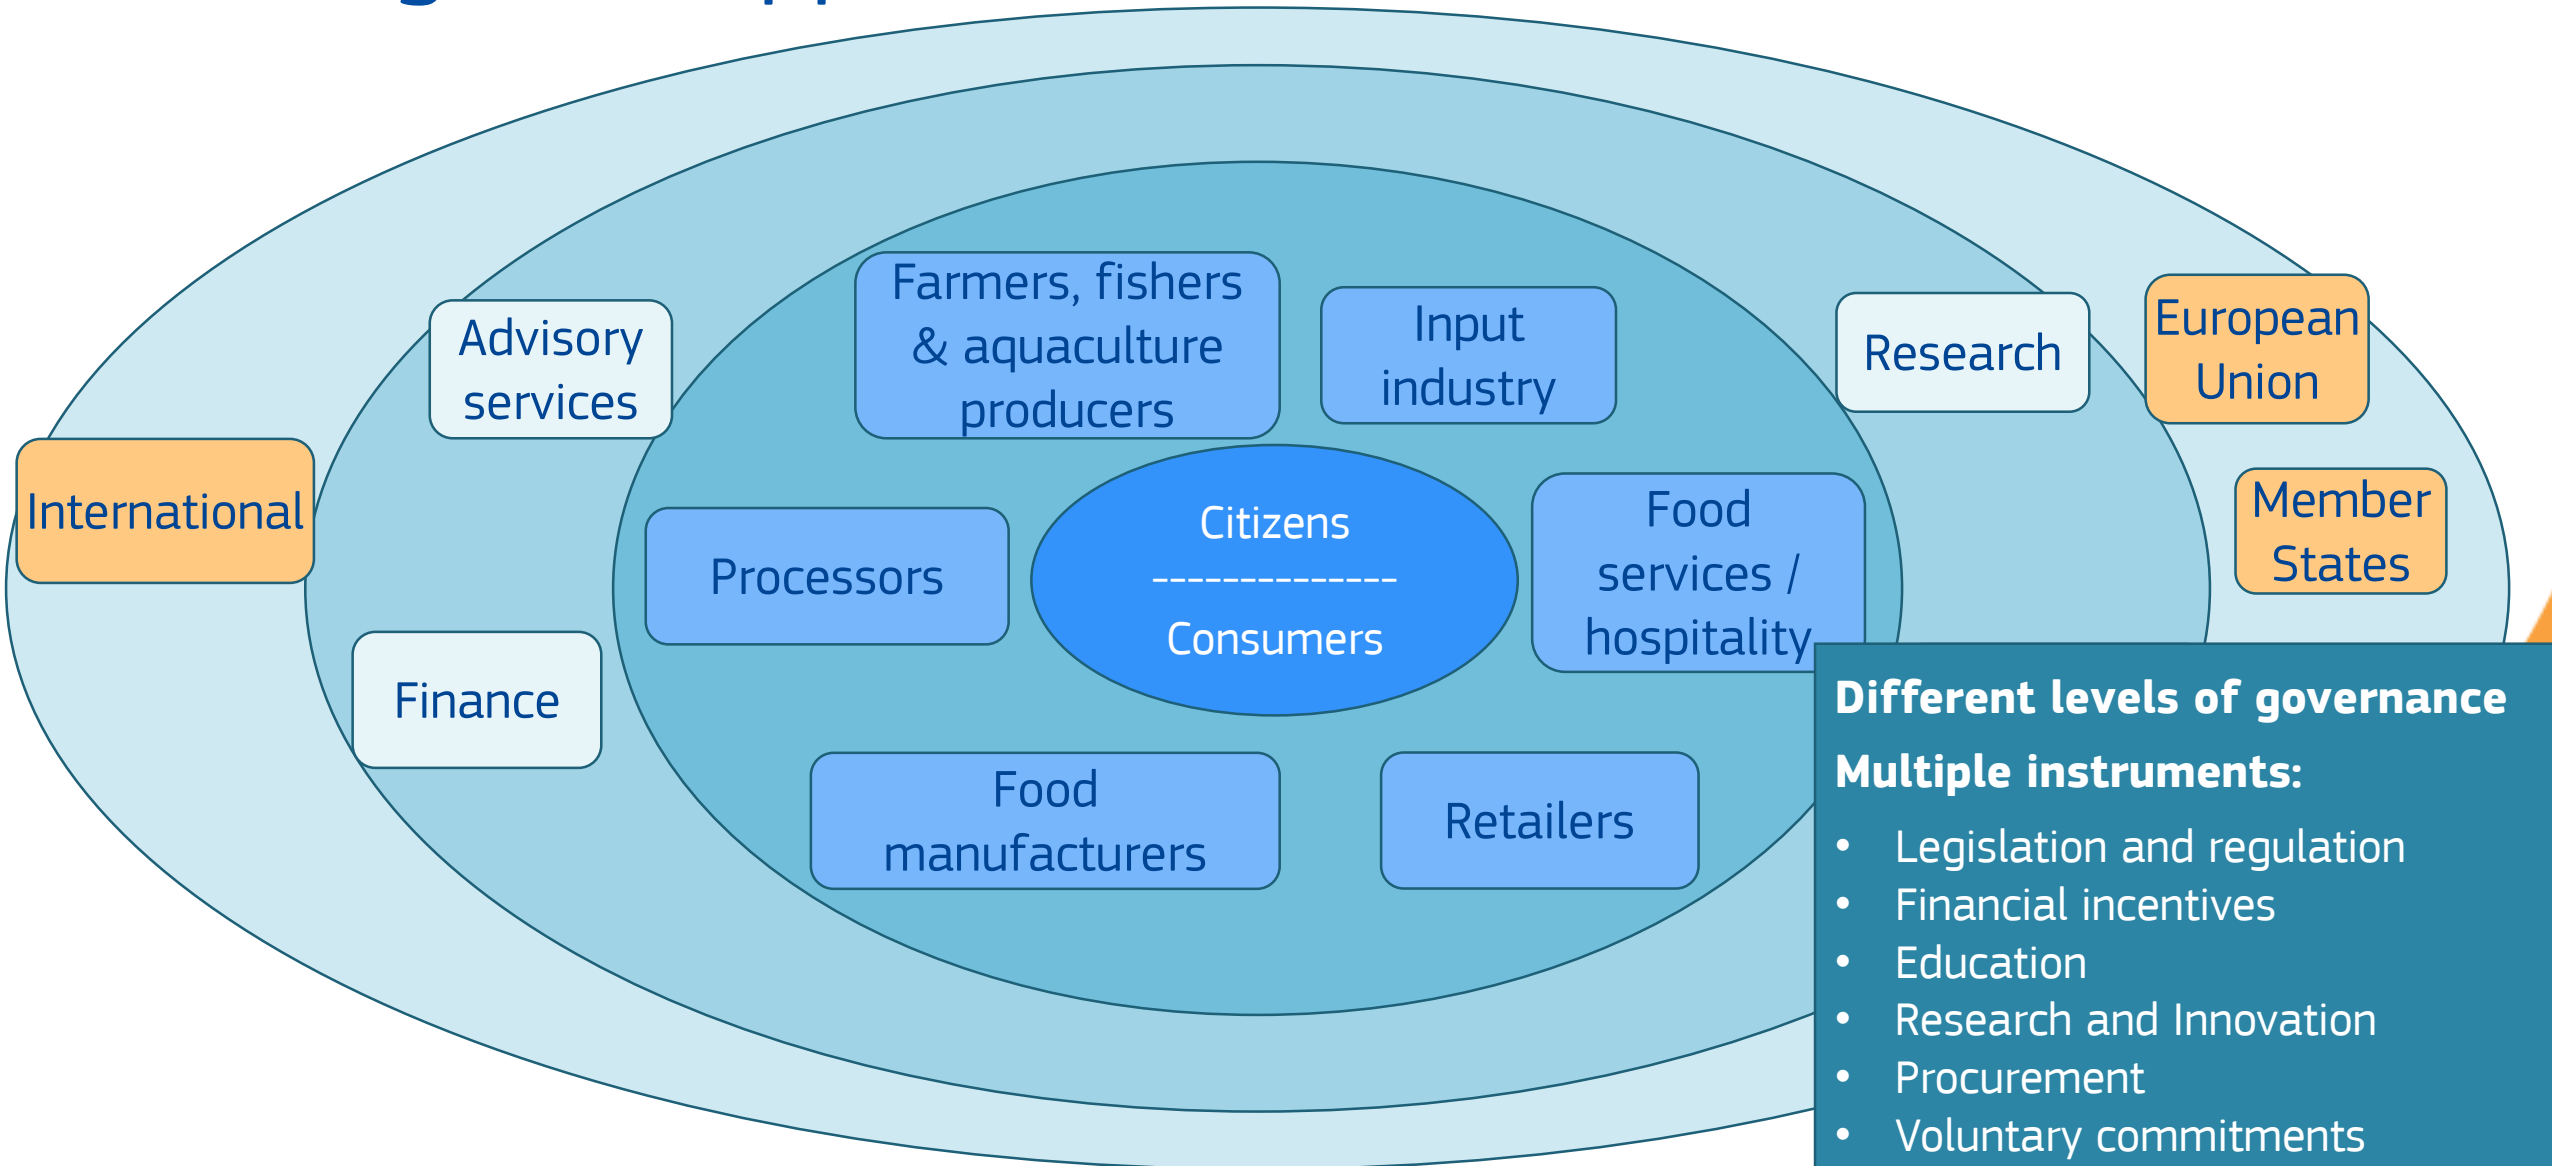 Farmers, fishers
& aquaculture
producers
Input
industry
Advisory
services
Research
European
Union
International
Member
States
Processors
Citizens
--------------
Consumers
Food
services /
hospitality
Finance
Food
manufacturers
Retailers
Different levels of governance
Multiple instruments:
• Legislation and regulation
• Financial incentives
• Education
• Research and Innovation
• Procurement
• Voluntary commitments